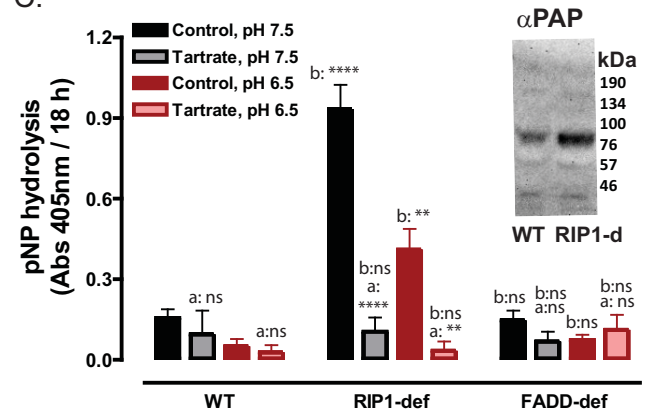 C.
αPAP
Control, pH 7.5
Tartrate, pH 7.5
Control, pH 6.5
Tartrate, pH 6.5
kDa
190
134
100
76
57
46
WT RIP1-d
pNP hydrolysis
(Abs 405nm / 18 h)
1.2
0.9
0.6
0.3
0.0
a: ns
a:ns
b: ****
b:ns
a:
****
b: **
b:ns
a: **
b:ns
b:ns
a:ns
b:ns
b:ns
a: ns
WT RIP1-def FADD-def